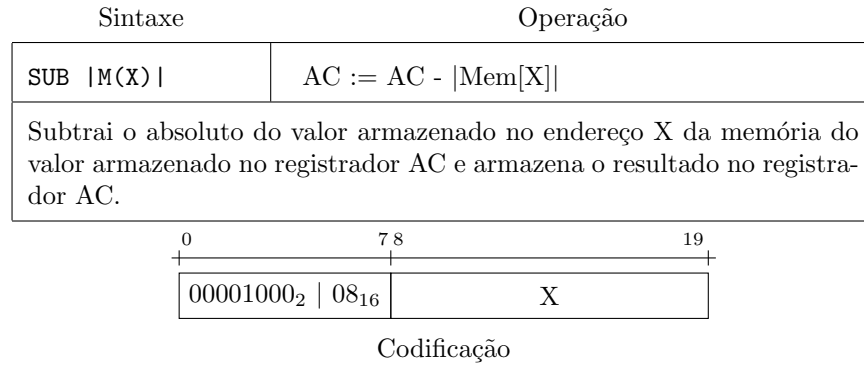 Sintaxe Operação
SUB |M(X)| AC := AC - |Mem[X]|
Subtrai o absoluto do valor armazenado no endereço X da memória do
valor armazenado no registrador AC e armazena o resultado no registra-
dor AC.
0 7 8 19
00001000₂ | 08₁₆ X
Codificação